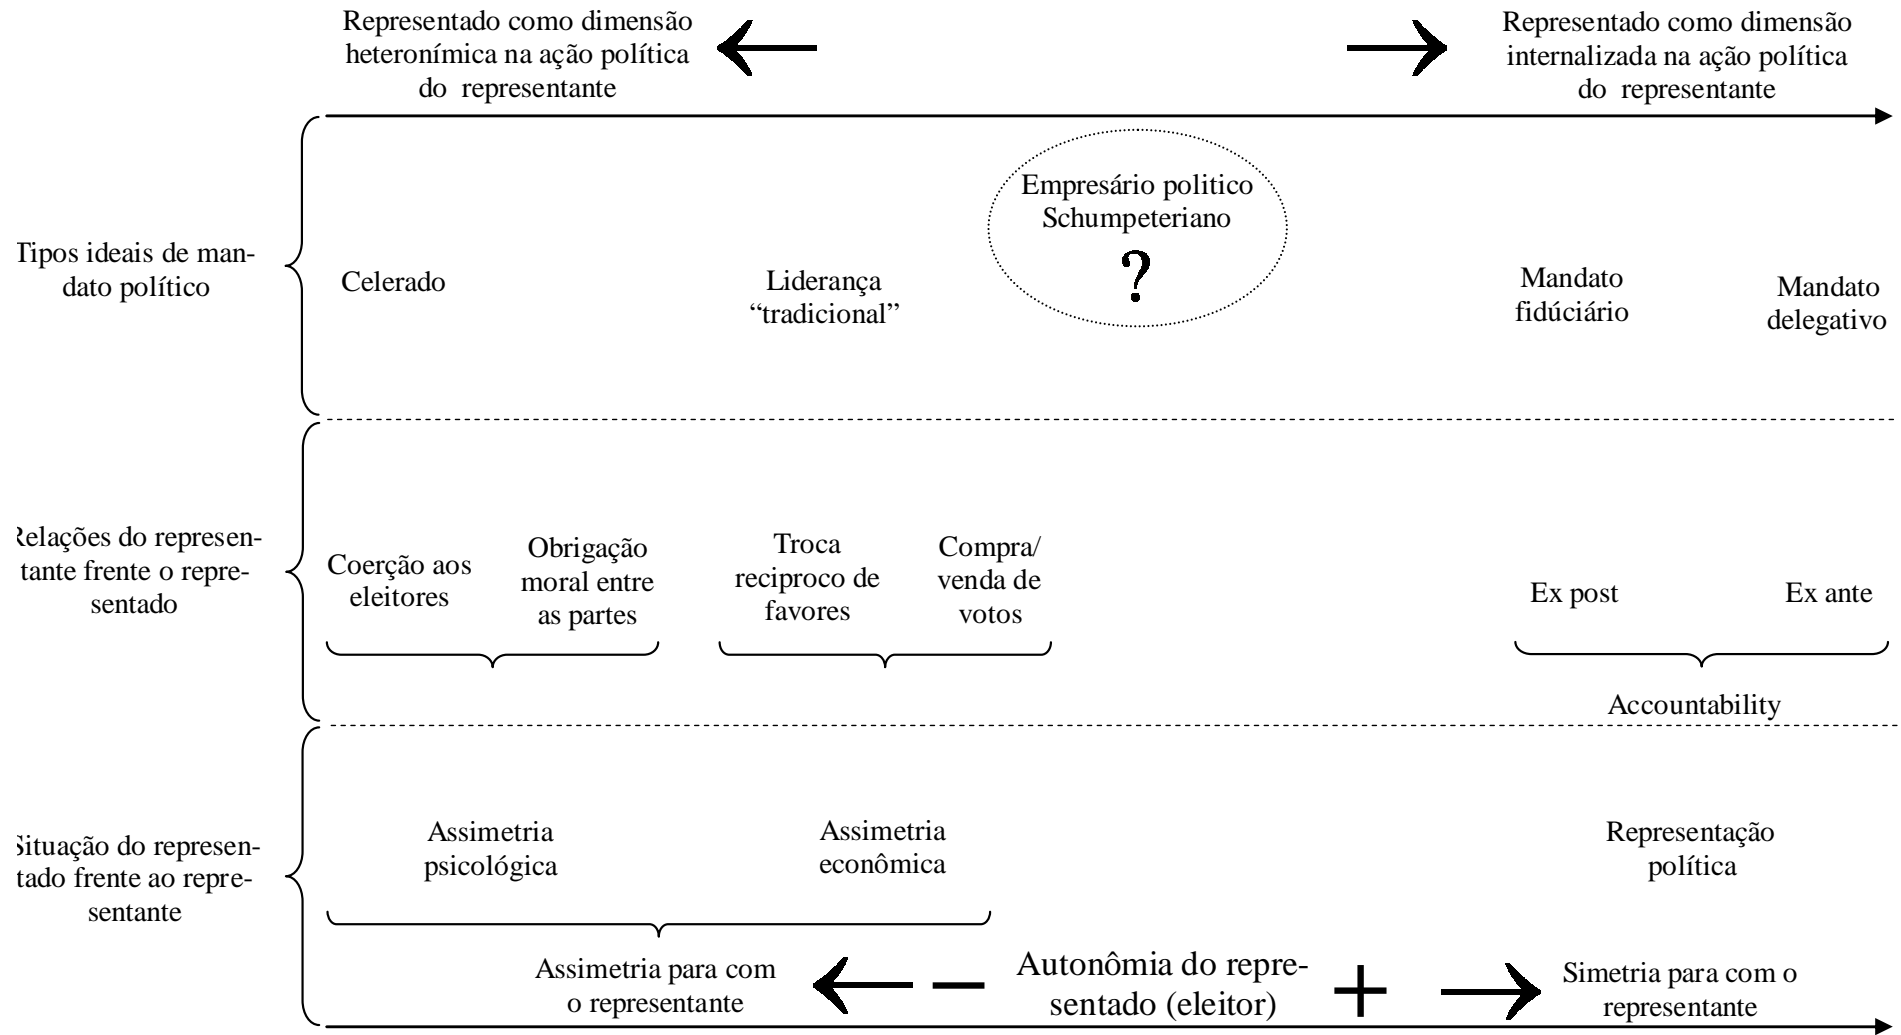 Representado como dimensão
heteronímica na ação política
do representante
Representado como dimensão
internalizada na ação política
do representante
Tipos ideais de man-
dato político
Celerado
Liderança
“tradicional”
Empresário politico
Schumpeteriano
?
Mandato
fidúciário
Mandato
delegativo
Relações do represen-
tante frente o repre-
sentado
Coerção aos
eleitores
Obrigação
moral entre
as partes
Troca
reciproco de
favores
Compra/
venda de
votos
Ex post
Ex ante
Accountability
Situação do represen-
tado frente ao repre-
sentante
Assimetria
psicológica
Assimetria
econômica
Representação
política
Assimetria para com
o representante
−
Autonômia do repre-
sentado (eleitor)
+
Simetria para com o
representante